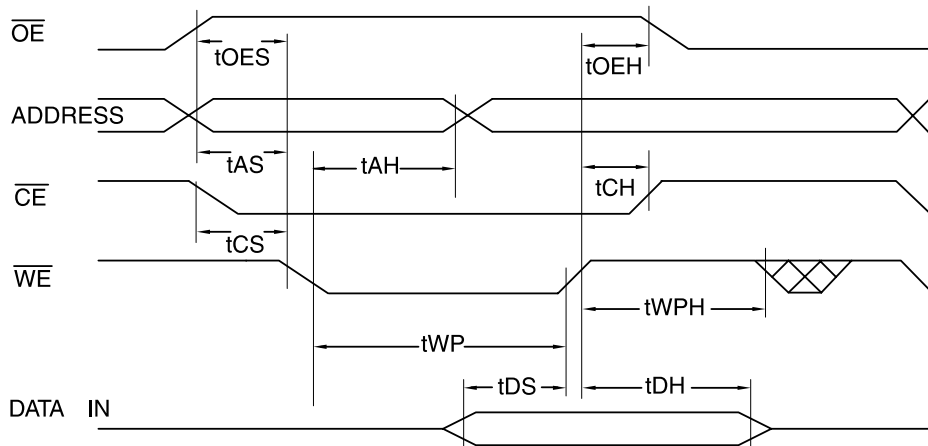 OE
tOES
tOEH
ADDRESS
tAS
tAH
tCH
CE
tCS
WE
tWPH
tWP
tDS
tDH
DATA IN